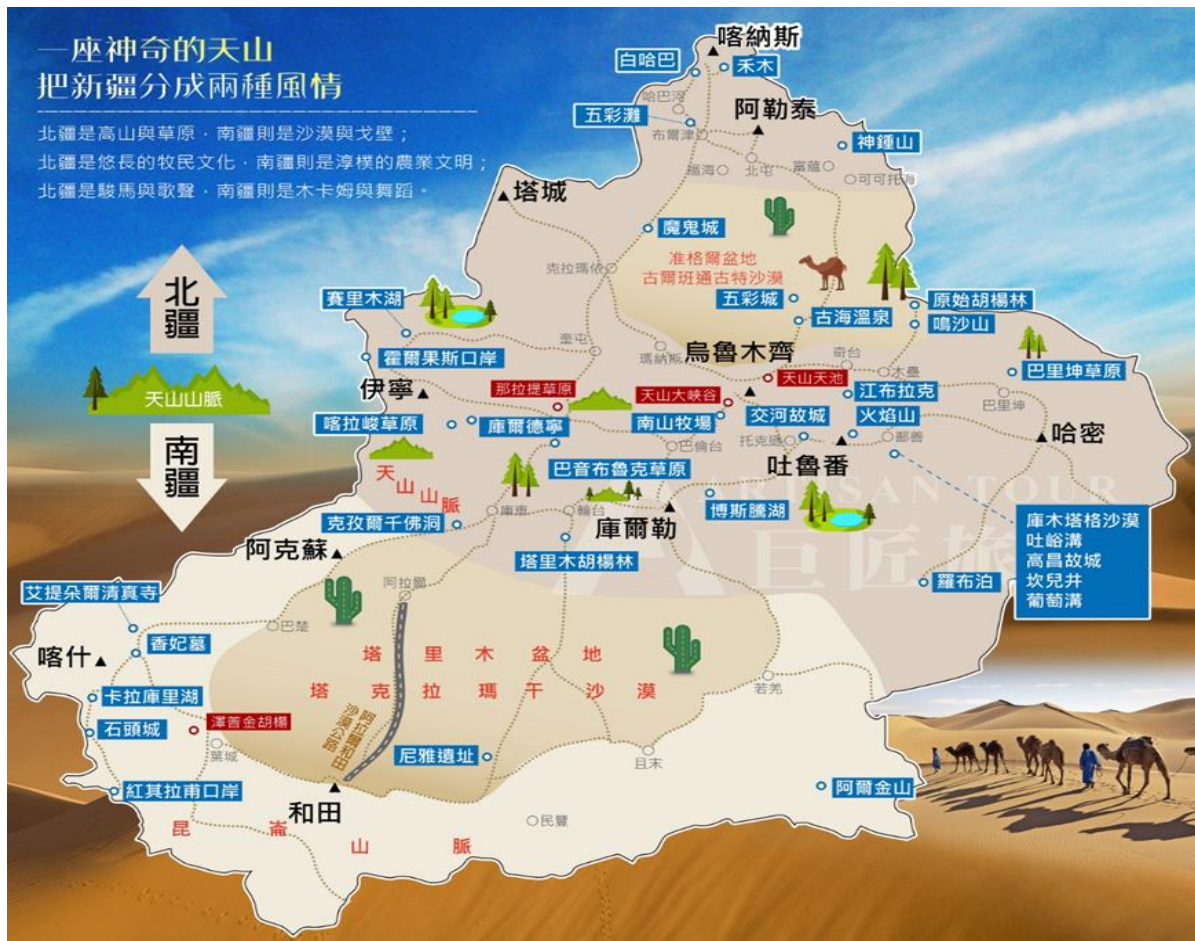 一座神奇的天山
把新疆分成兩種風情
北疆是高山與草原，南疆則是沙漠與戈壁；
北疆是悠長的牧民文化，南疆則是淳樸的農業文明；
北疆是駿馬與歌聲，南疆則是木卡姆與舞蹈。
北疆
天山山脈
南疆
喀納斯
白哈巴
禾木
哈巴河
五彩灘
阿勒泰
布爾津
神鍾山
北屯
富蘊
福海
可可托海
塔城
魔鬼城
准格爾盆地
古爾班通古特沙漠
克拉瑪依
五彩城
原始胡楊林
賽里木湖
古海溫泉
鳴沙山
奎屯
瑪納斯
烏魯木齊
奇台
霍爾果斯口岸
木壘
巴里坤草原
伊寧
那拉提草原
天山大峽谷
天山天池
江布拉克
巴里坤
喀拉峻草原
庫爾德寧
南山牧場
交河故城
火焰山
巴倫台
托克遜
鄯善
哈密
吐魯番
天山山脈
巴音布魯克草原
ARTISAN TOUR
巨匠旅
克孜爾千佛洞
庫車
輪台
庫爾勒
博斯騰湖
庫木塔格沙漠
吐峪溝
高昌故城
坎兒井
葡萄溝
阿克蘇
塔里木胡楊林
羅布泊
阿拉爾
艾提朵爾清真寺
巴楚
香妃墓
喀什
塔里木盆地
塔克拉瑪干沙漠
若羌
卡拉庫里湖
石頭城
澤普金胡楊
阿拉爾和田
沙漠公路
葉城
尼雅遺址
且末
紅其拉甫口岸
和田
阿爾金山
民豐
昆崙山脈